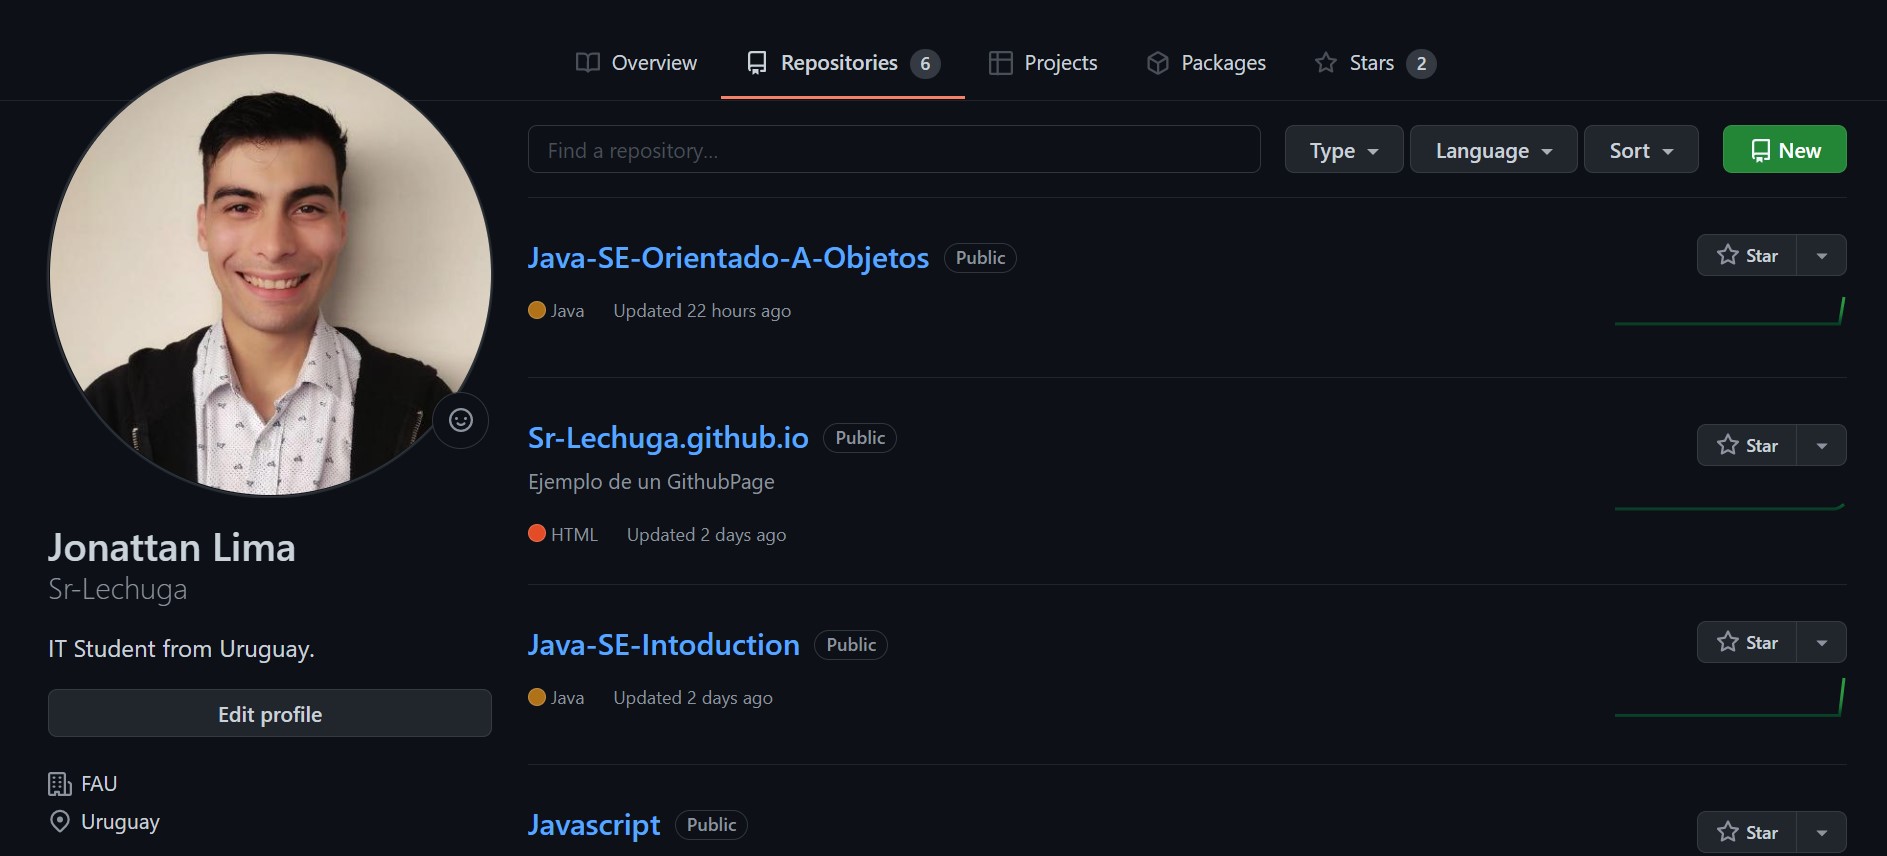 Overview
Repositories 6
Projects
Packages
Stars 2
Find a repository...
Type
Language
Sort
New
Java-SE-Orientado-A-Objetos Public
Star
Java Updated 22 hours ago
Sr-Lechuga.github.io Public
Star
Ejemplo de un GithubPage
HTML Updated 2 days ago
Java-SE-Intoduction Public
Star
Java Updated 2 days ago
Javascript Public
Star
Jonattan Lima
Sr-Lechuga
IT Student from Uruguay.
Edit profile
FAU
Uruguay